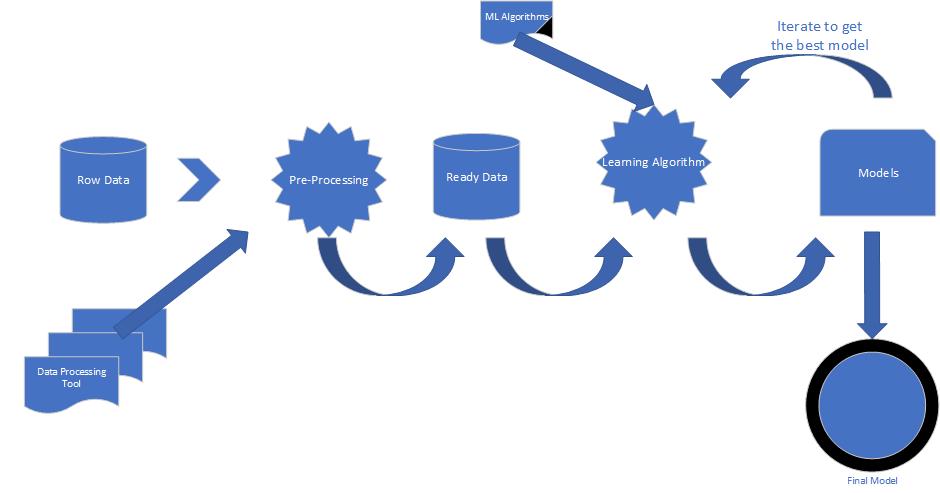 ML Algorithms
Iterate to get
the best model
Row Data
Pre-Processing
Ready Data
Learning Algorithm
Models
Data Processing
Tool
Final Model